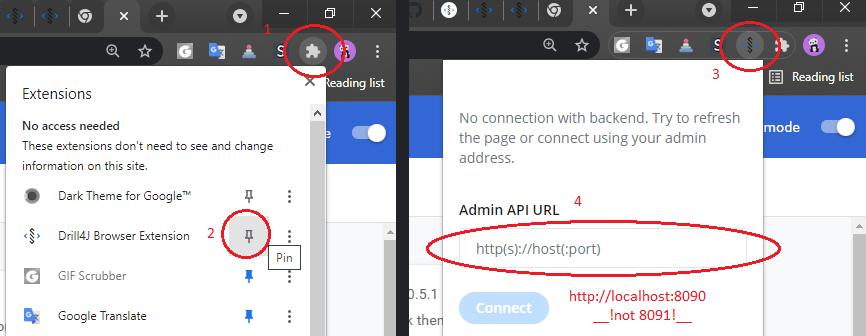 1
Reading list
Extensions
No access needed
These extensions don't need to see and change
information on this site.
Dark Theme for Google™
Drill4J Browser Extension
2
Pin
GIF Scrubber
Google Translate
3
Reading list
No connection with backend. Try to refresh
the page or connect using your admin
address.
mode
Admin API URL
4
http(s)://host(:port)
0.5.1
Connect
http://localhost:8090
__!not 8091!__